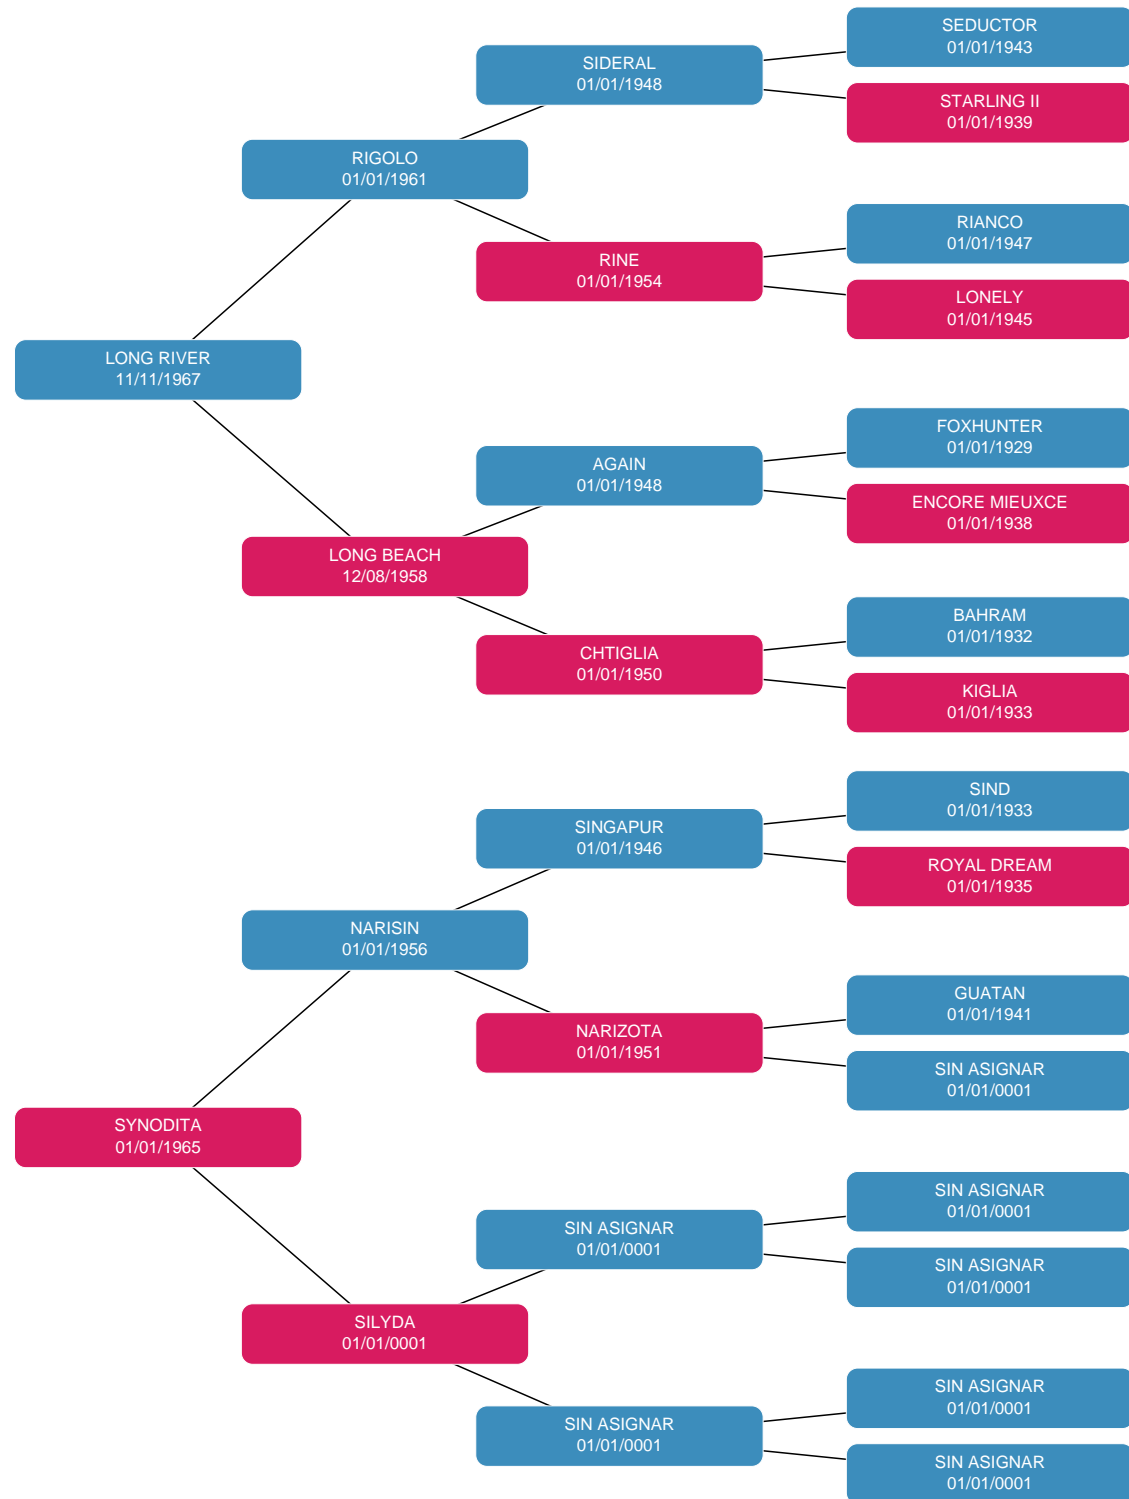 SEDUCTOR
01/01/1943
SIDERAL
01/01/1948
STARLING II
01/01/1939
RIGOLO
01/01/1961
RIANCO
01/01/1947
RINE
01/01/1954
LONELY
01/01/1945
LONG RIVER
11/11/1967
FOXHUNTER
01/01/1929
AGAIN
01/01/1948
ENCORE MIEUXCE
01/01/1938
LONG BEACH
12/08/1958
BAHRAM
01/01/1932
CHTIGLIA
01/01/1950
KIGLIA
01/01/1933
SIND
01/01/1933
SINGAPUR
01/01/1946
ROYAL DREAM
01/01/1935
NARISIN
01/01/1956
GUATAN
01/01/1941
NARIZOTA
01/01/1951
SIN ASIGNAR
01/01/0001
SYNODITA
01/01/1965
SIN ASIGNAR
01/01/0001
SIN ASIGNAR
01/01/0001
SIN ASIGNAR
01/01/0001
SILYDA
01/01/0001
SIN ASIGNAR
01/01/0001
SIN ASIGNAR
01/01/0001
SIN ASIGNAR
01/01/0001